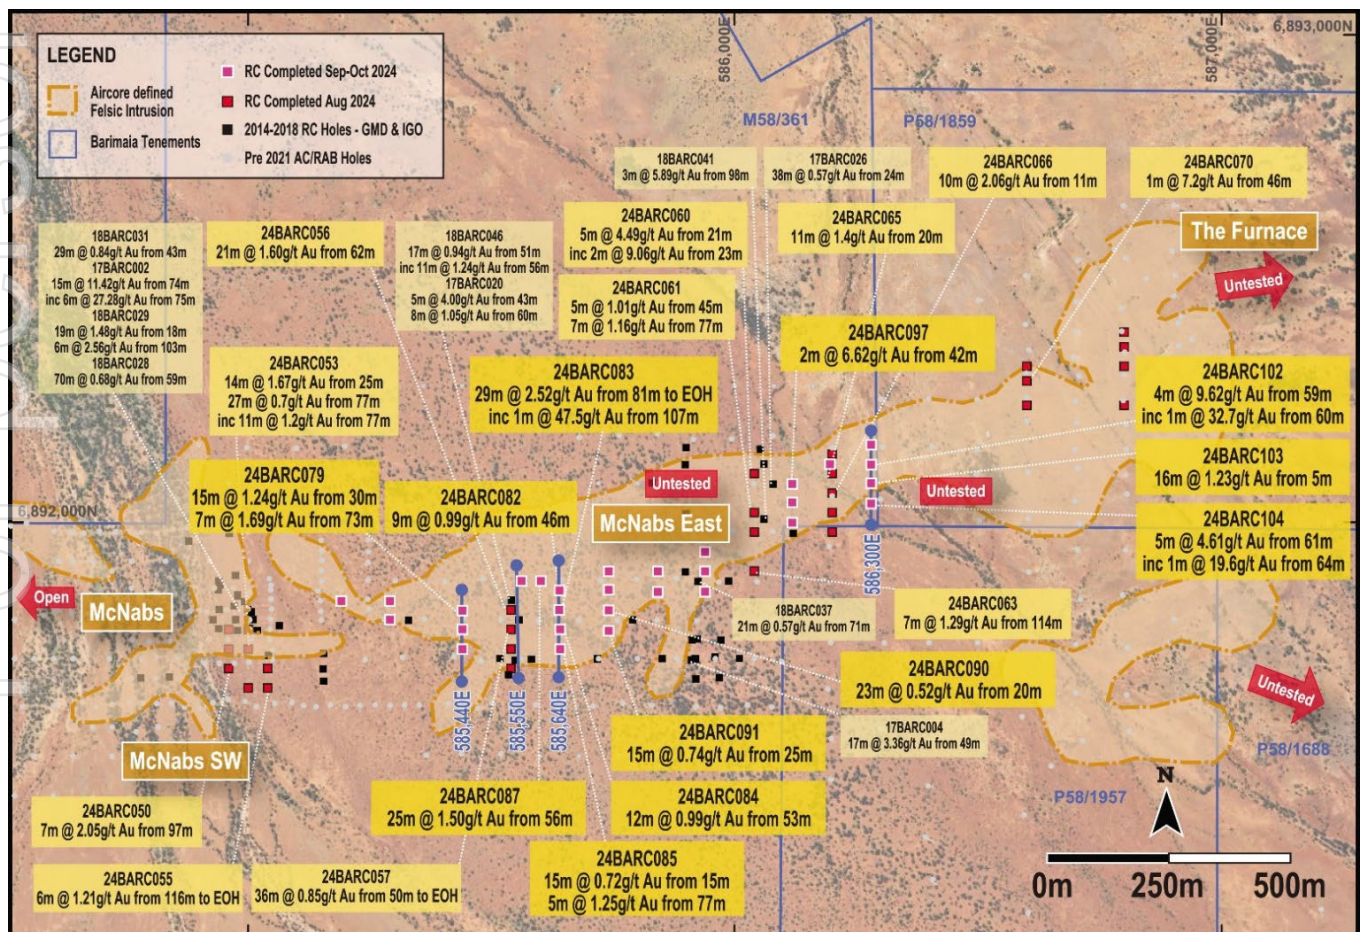 LEGEND
Aircore defined
Felsic Intrusion
Barimaia Tenements
RC Completed Sep-Oct 2024
RC Completed Aug 2024
2014-2018 RC Holes - GMD & IGO
Pre 2021 AC/RAB Holes
586,000E
587,000E
6,893,000N
M58/361
P58/1859
18BARC041
3m @ 5.89g/t Au from 98m
17BARC026
38m @ 0.57g/t Au from 24m
24BARC066
10m @ 2.06g/t Au from 11m
24BARC070
1m @ 7.2g/t Au from 46m
18BARC031
29m @ 0.84g/t Au from 43m
17BARC002
15m @ 11.42g/t Au from 74m
inc 6m @ 27.28g/t Au from 75m
18BARC029
19m @ 1.48g/t Au from 18m
6m @ 2.56g/t Au from 103m
18BARC028
70m @ 0.68g/t Au from 59m
24BARC056
21m @ 1.60g/t Au from 62m
18BARC046
17m @ 0.94g/t Au from 51m
inc 11m @ 1.24g/t Au from 56m
17BARC020
5m @ 4.00g/t Au from 43m
8m @ 1.05g/t Au from 60m
24BARC060
5m @ 4.49g/t Au from 21m
inc 2m @ 9.06g/t Au from 23m
24BARC065
11m @ 1.4g/t Au from 20m
The Furnace
Untested
24BARC061
5m @ 1.01g/t Au from 45m
7m @ 1.16g/t Au from 77m
24BARC097
2m @ 6.62g/t Au from 42m
24BARC053
14m @ 1.67g/t Au from 25m
27m @ 0.7g/t Au from 77m
inc 11m @ 1.2g/t Au from 77m
24BARC083
29m @ 2.52g/t Au from 81m to EOH
inc 1m @ 47.5g/t Au from 107m
24BARC102
4m @ 9.62g/t Au from 59m
inc 1m @ 32.7g/t Au from 60m
24BARC103
16m @ 1.23g/t Au from 5m
24BARC079
15m @ 1.24g/t Au from 30m
7m @ 1.69g/t Au from 73m
24BARC082
9m @ 0.99g/t Au from 46m
Untested
Untested
McNabs East
6,892,000N
24BARC104
5m @ 4.61g/t Au from 61m
inc 1m @ 19.6g/t Au from 64m
586,300E
Open
McNabs
18BARC037
21m @ 0.57g/t Au from 71m
24BARC063
7m @ 1.29g/t Au from 114m
24BARC090
23m @ 0.52g/t Au from 20m
Untested
585,440E
585,550E
585,640E
24BARC091
15m @ 0.74g/t Au from 25m
17BARC004
17m @ 3.36g/t Au from 49m
P58/1688
McNabs SW
N
24BARC050
7m @ 2.05g/t Au from 97m
24BARC087
25m @ 1.50g/t Au from 56m
24BARC084
12m @ 0.99g/t Au from 53m
P58/1957
24BARC055
6m @ 1.21g/t Au from 116m to EOH
24BARC057
36m @ 0.85g/t Au from 50m to EOH
24BARC085
15m @ 0.72g/t Au from 15m
5m @ 1.25g/t Au from 77m
0m 250m 500m